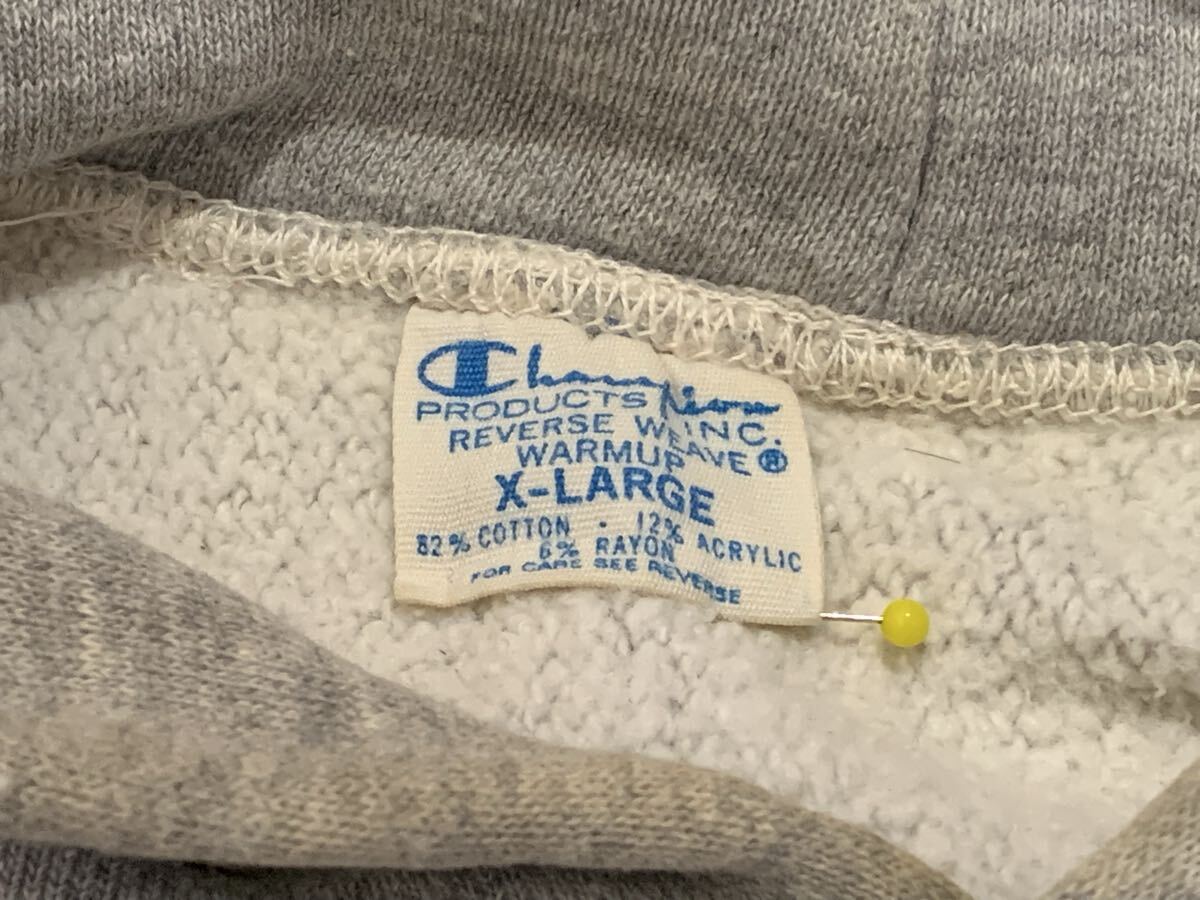 Champion
PRODUCTS INC.
REVERSE WEAVE®
WARMUP
X-LARGE
82% COTTON · 12% ACRYLIC
6% RAYON
FOR CARE SEE REVERSE